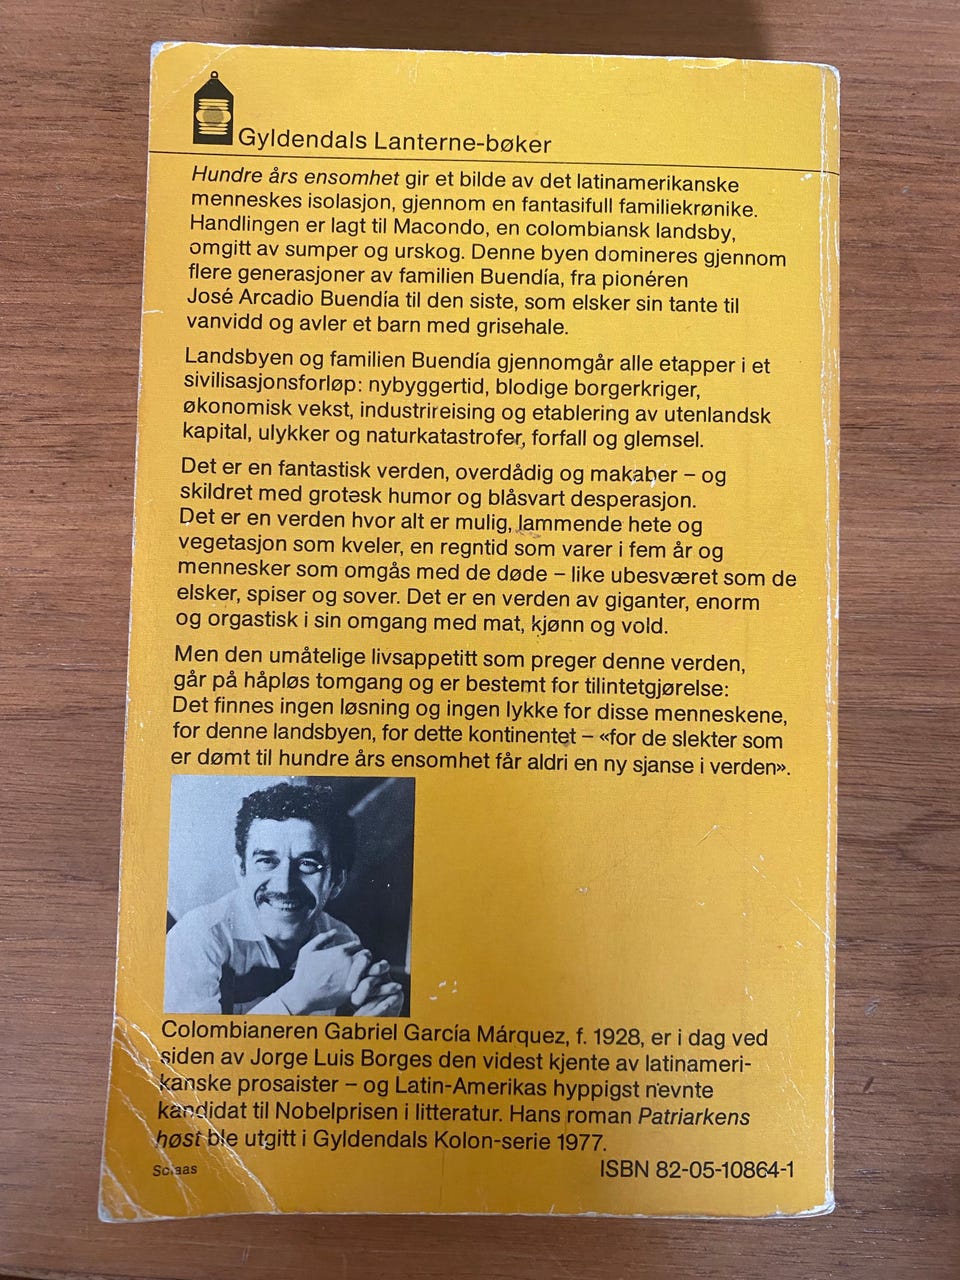 Gyldendals Lanterne-bøker
Hundre års ensomhet gir et bilde av det latinamerikanske
menneskes isolasjon, gjennom en fantasifull familiekrønike.
Handlingen er lagt til Macondo, en colombiansk landsby,
omgitt av sumper og urskog. Denne byen domineres gjennom
flere generasjoner av familien Buendía, fra pionéren
José Arcadio Buendía til den siste, som elsker sin tante til
vanvidd og avler et barn med grisehale.
Landsbyen og familien Buendía gjennomgår alle etapper i et
sivilisasjonsforløp: nybyggertid, blodige borgerkriger,
økonomisk vekst, industrireising og etablering av utenlandsk
kapital, ulykker og naturkatastrofer, forfall og glemsel.
Det er en fantastisk verden, overdådig og makaber – og
skildret med grotesk humor og blåsvart desperasjon.
Det er en verden hvor alt er mulig, lammende hete og
vegetasjon som kveler, en regntid som varer i fem år og
mennesker som omgås med de døde – like ubesværet som de
elsker, spiser og sover. Det er en verden av giganter, enorm
og orgastisk i sin omgang med mat, kjønn og vold.
Men den umåtelige livsappetitt som preger denne verden,
går på håpløs tomgang og er bestemt for tilintetgjørelse:
Det finnes ingen løsning og ingen lykke for disse menneskene,
for denne landsbyen, for dette kontinentet – «for de slekter som
er dømt til hundre års ensomhet får aldri en ny sjanse i verden».
Colombianeren Gabriel García Márquez, f. 1928, er i dag ved
siden av Jorge Luis Borges den videst kjente av latinameri-
kanske prosaister – og Latin-Amerikas hyppigst nevnte
kandidat til Nobelprisen i litteratur. Hans roman Patriarkens
høst ble utgitt i Gyldendals Kolon-serie 1977.
ISBN 82-05-10864-1